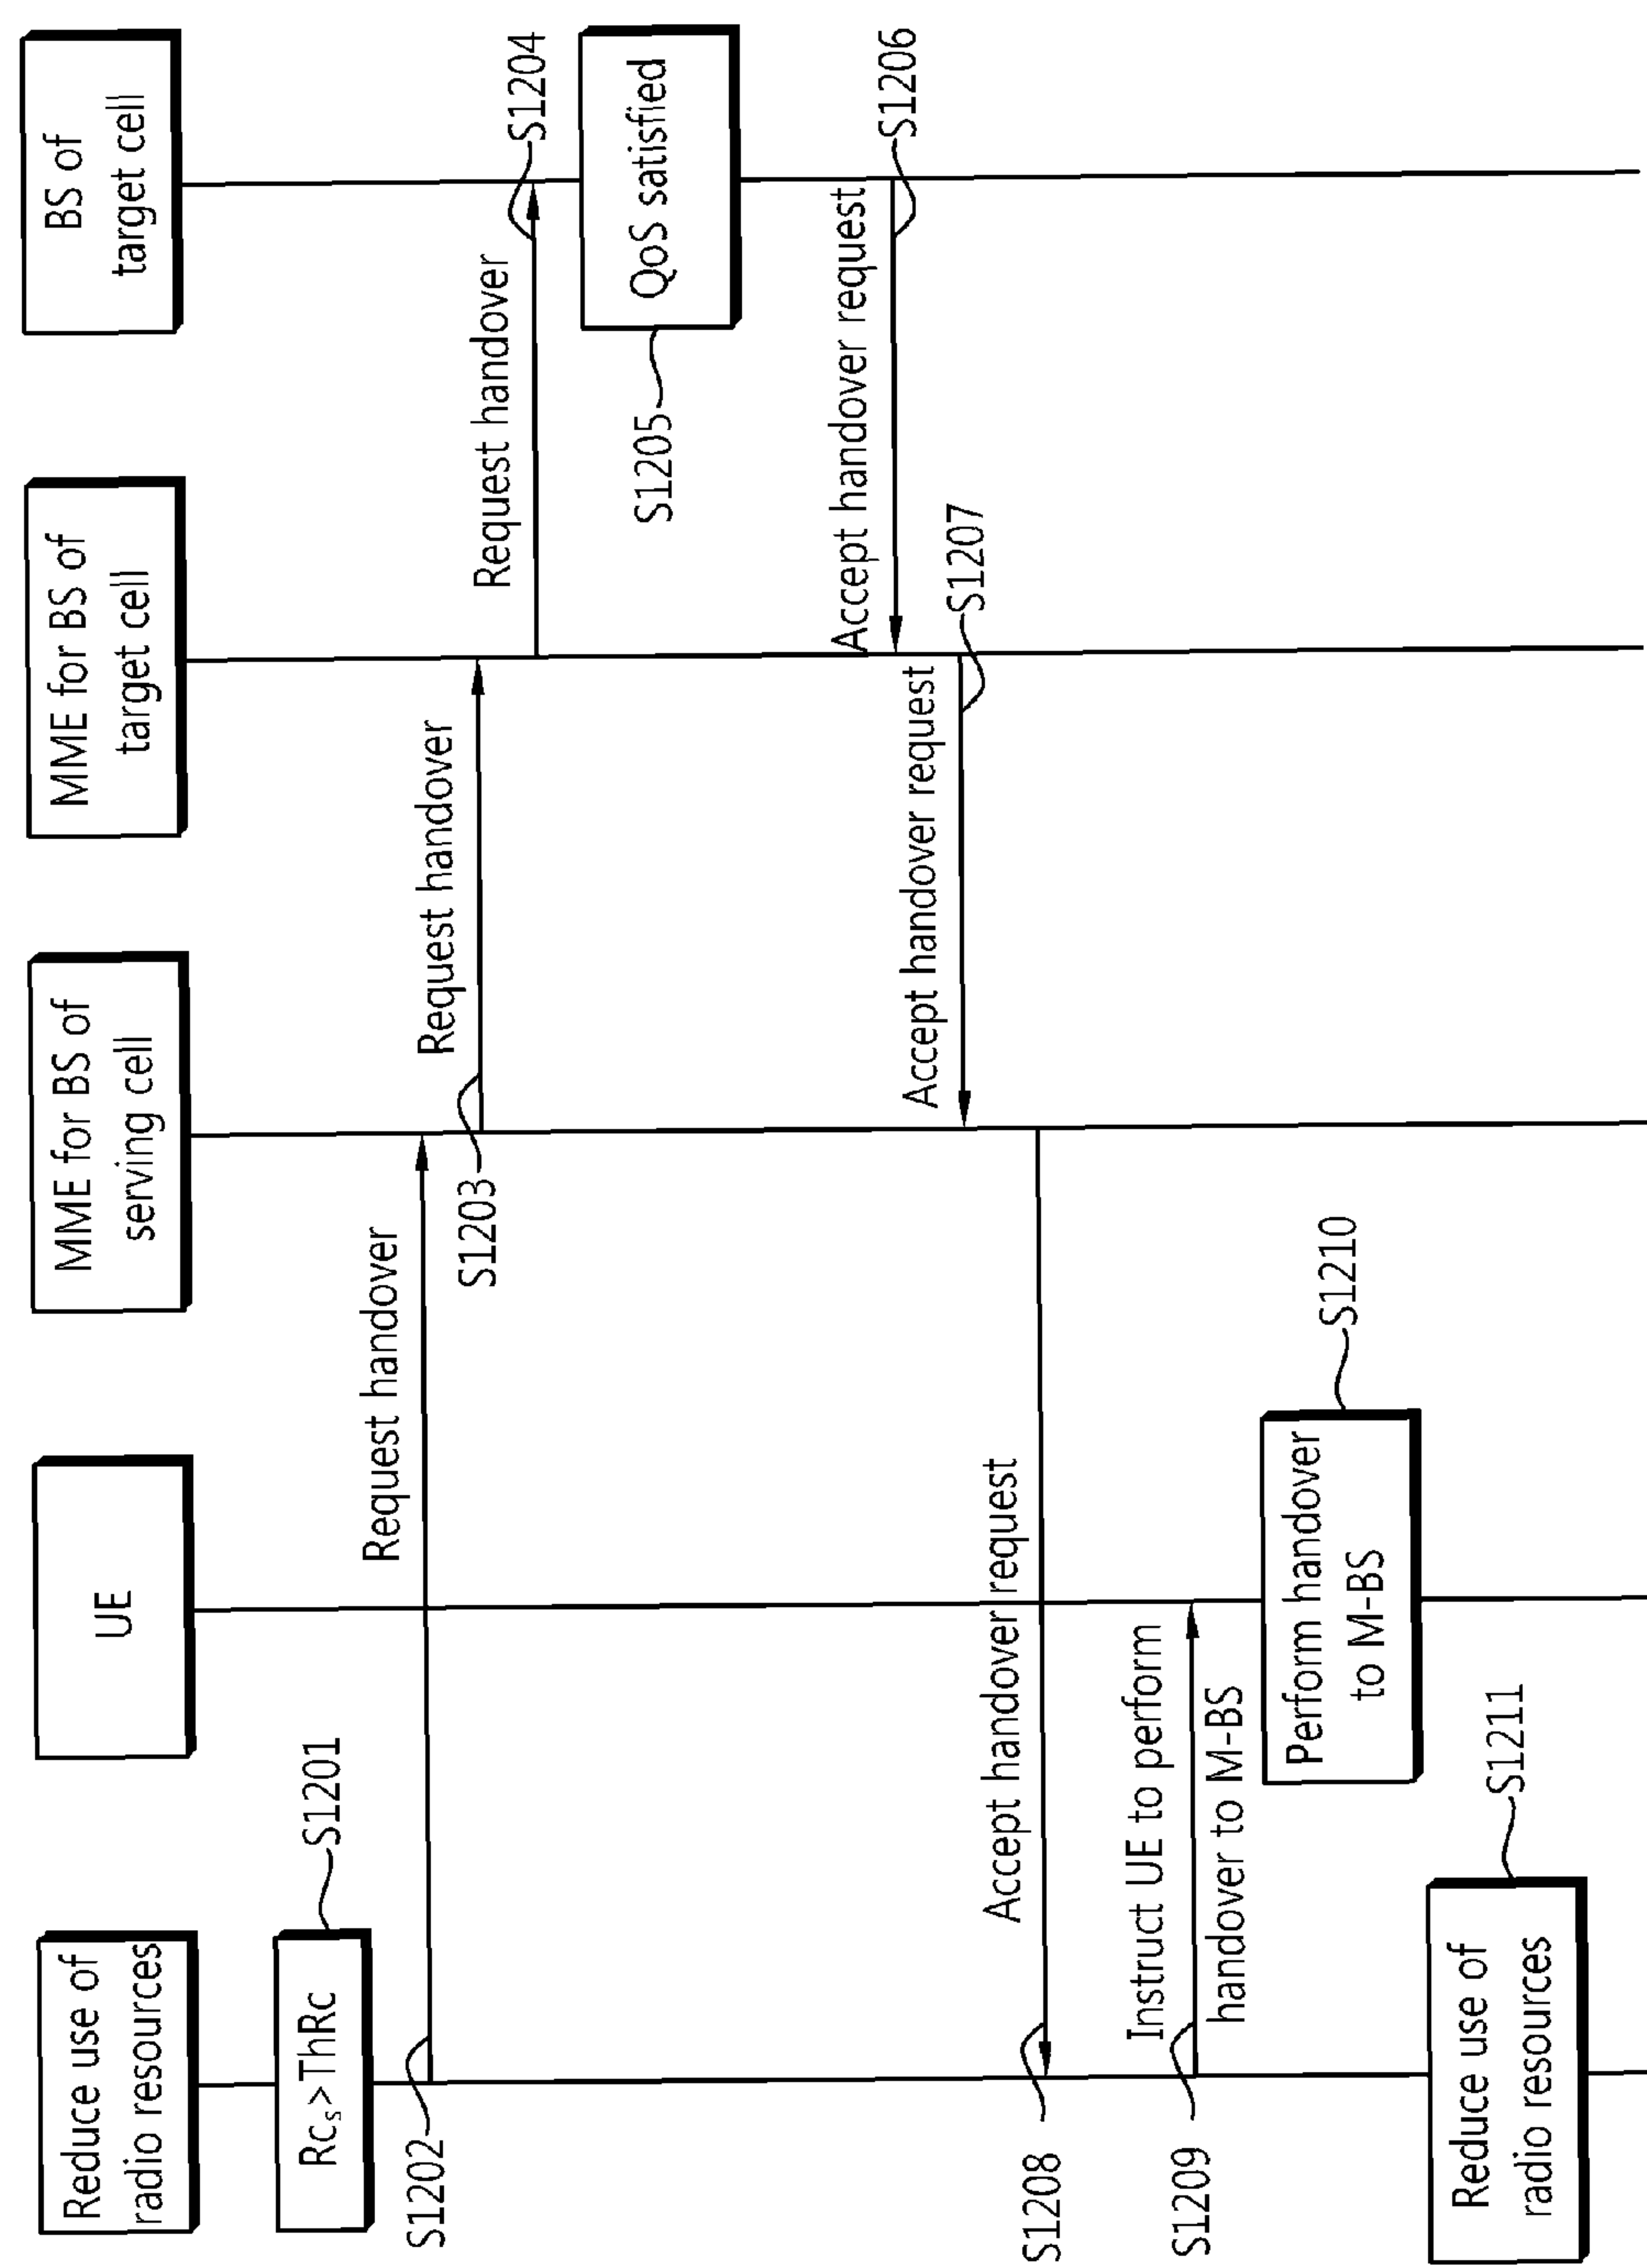 Reduce use of
radio resources
UE
MME for BS of
serving cell
MME for BS of
target cell
BS of
target cell
Rcₛ>ThRc
S1201
S1202
Request handover
S1203
Request handover
Request handover
S1204
S1205
QoS satisfied
Accept handover request
S1206
Accept handover request
S1207
S1208
Accept handover request
S1209
Instruct UE to perform
handover to M-BS
Perform handover
to M-BS
S1210
Reduce use of
radio resources
S1211